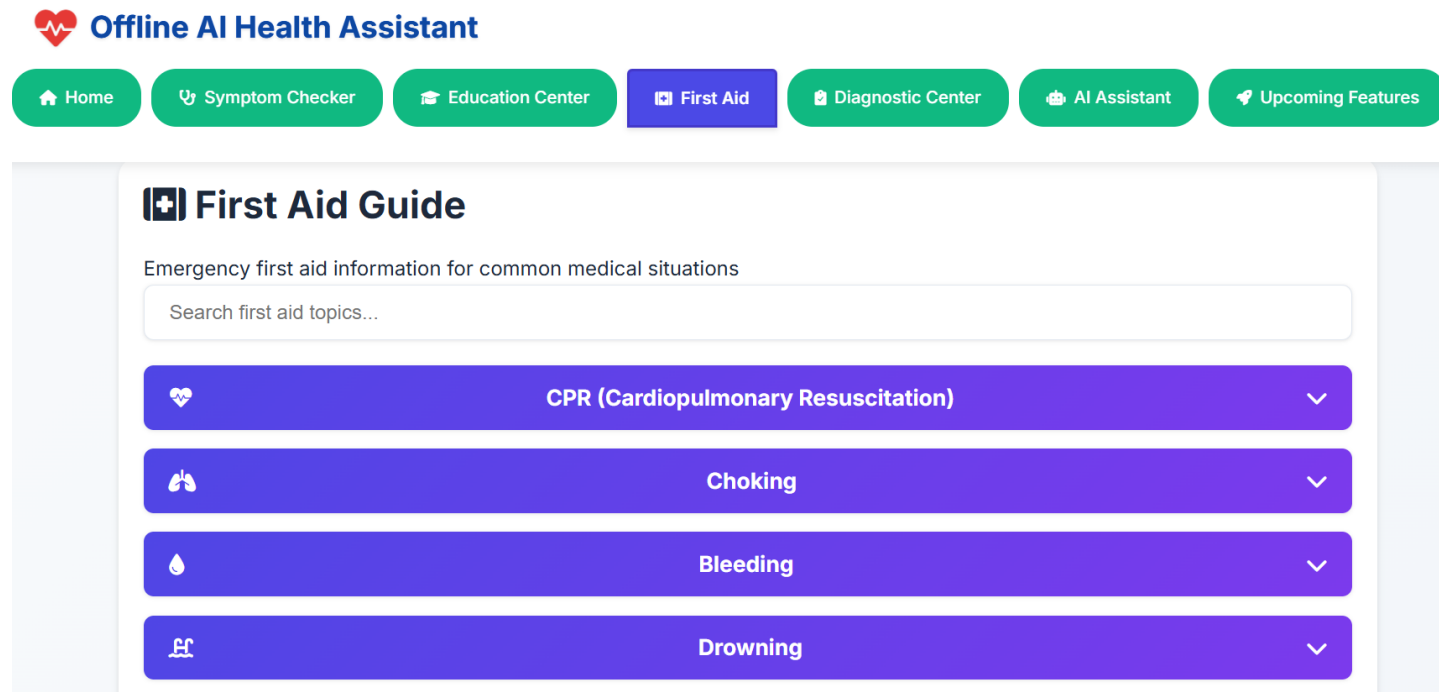 Offline AI Health Assistant
Home
Symptom Checker
Education Center
First Aid
Diagnostic Center
AI Assistant
Upcoming Features
First Aid Guide
Emergency first aid information for common medical situations
Search first aid topics...
CPR (Cardiopulmonary Resuscitation)
Choking
Bleeding
Drowning